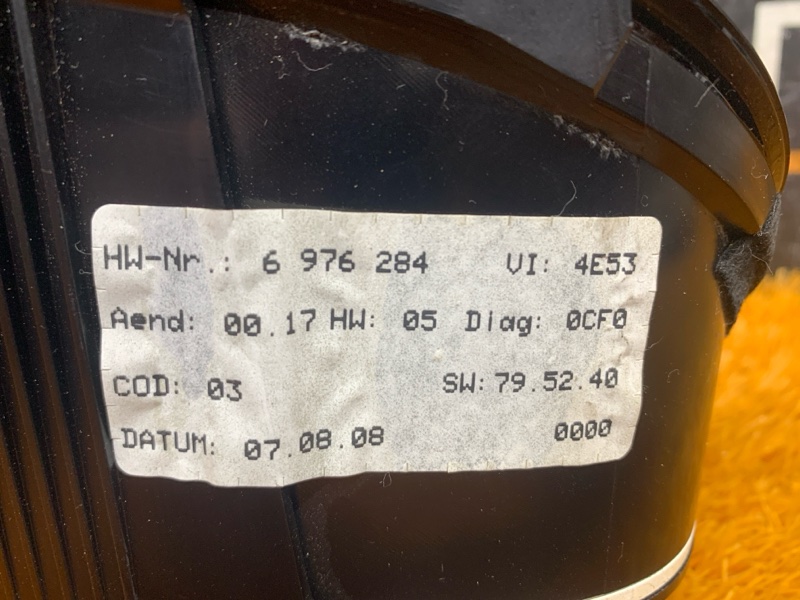 HW-Nr.: 6 976 284 VI: 4E53
Aend: 00.17 HW: 05 Diag: 0CF0
COD: 03 SW: 79.52.40
DATUM: 07.08.08 0000